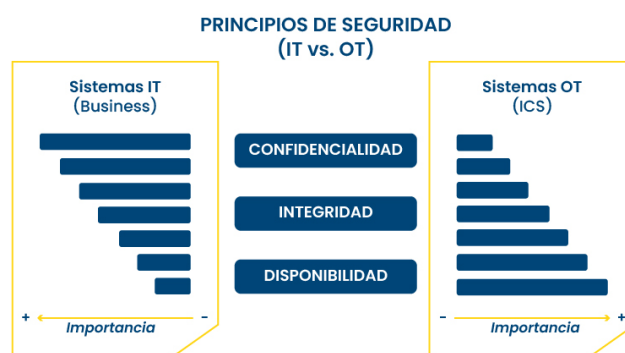 PRINCIPIOS DE SEGURIDAD
(IT vs. OT)
Sistemas IT
(Business)
CONFIDENCIALIDAD
INTEGRIDAD
DISPONIBILIDAD
Sistemas OT
(ICS)
+ -
Importancia
- +
Importancia